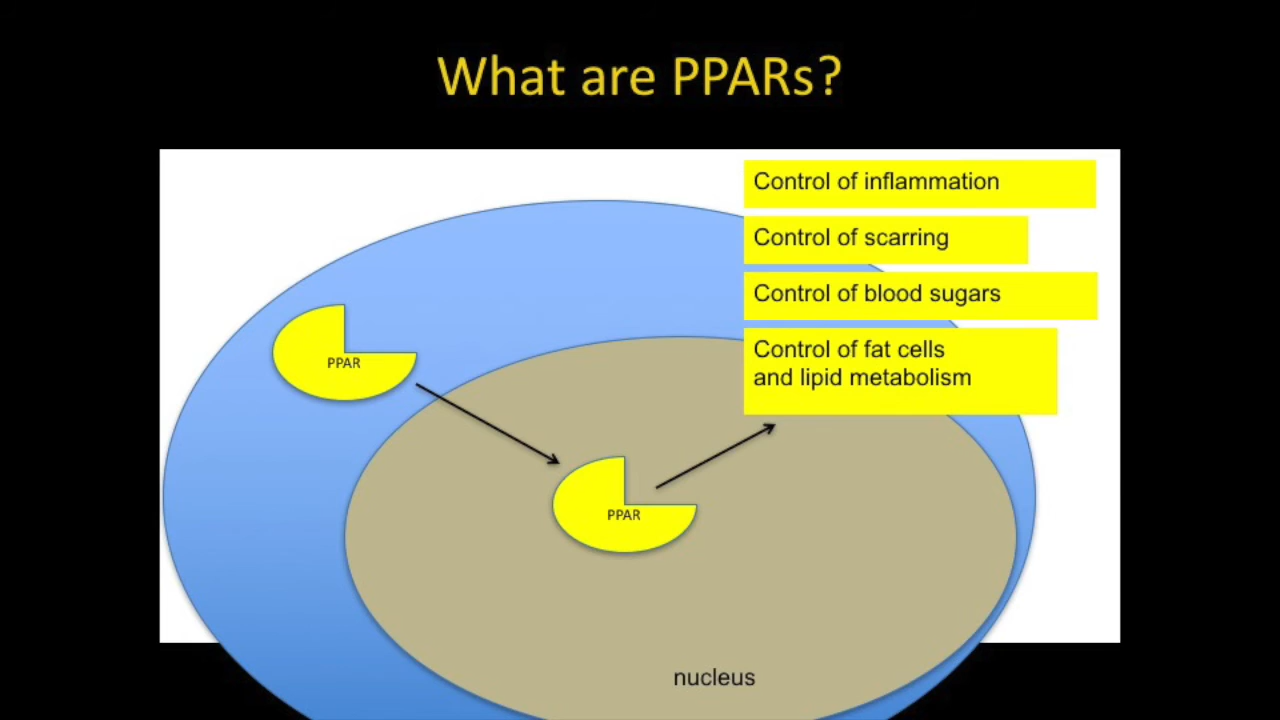 What are PPARs?
Control of inflammation
Control of scarring
Control of blood sugars
Control of fat cells
and lipid metabolism
PPAR
PPAR
nucleus